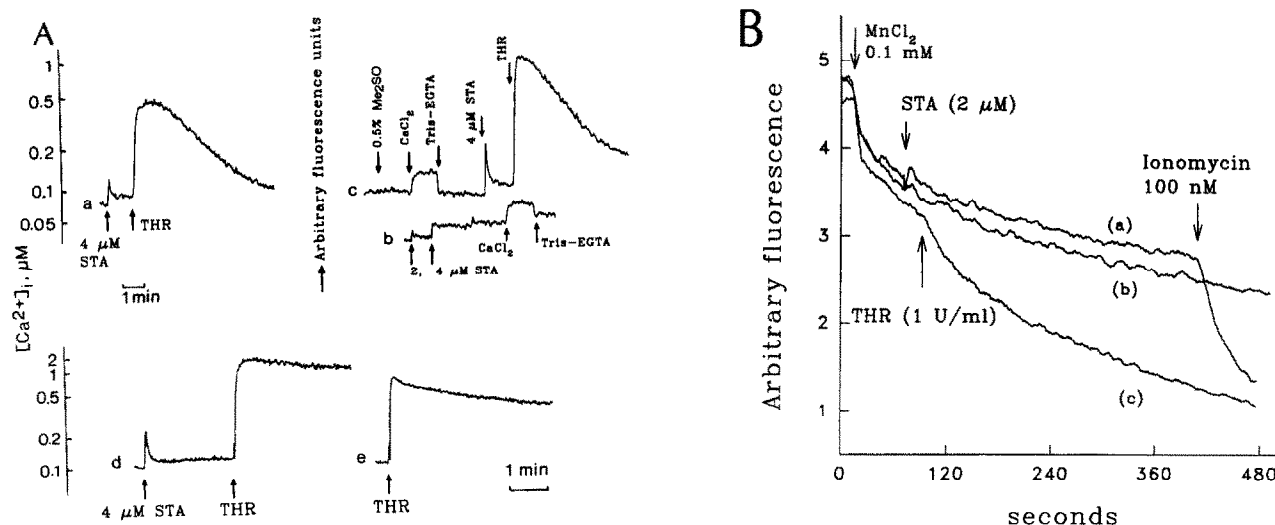 A
[Ca²⁺]ᵢ, μM
1
0.5
0.2
0.1
0.05
a
4 μM
STA
THR
1 min
Arbitrary fluorescence units
0.5% Me₂SO
CaCl₂
Tris-EGTA
4 μM STA
THR
c
b
2,
4 μM STA
CaCl₂
Tris-EGTA
2
1
0.5
0.2
0.1
d
4 μM STA
THR
e
THR
1 min
B
Arbitrary fluorescence
5
4
3
2
1
MnCl₂
0.1 mM
STA (2 μM)
Ionomycin
100 nM
(a)
(b)
THR (1 U/ml)
(c)
0
120
240
360
480
seconds